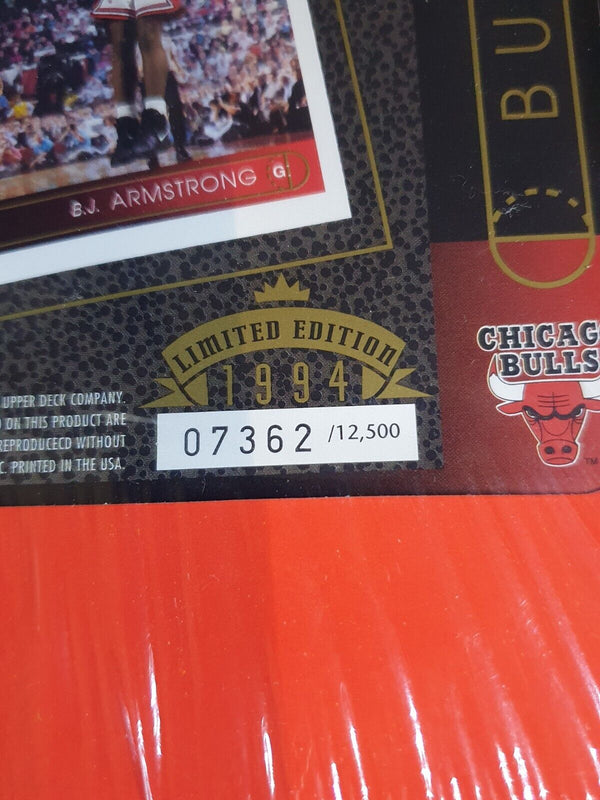 B.J. ARMSTRONG G
BU
LIMITED EDITION
1994
07362 /12,500
UPPER DECK COMPANY.
ON THIS PRODUCT ARE
REPRODUCECD WITHOUT
C. PRINTED IN THE USA.
CHICAG
BULLS
TM